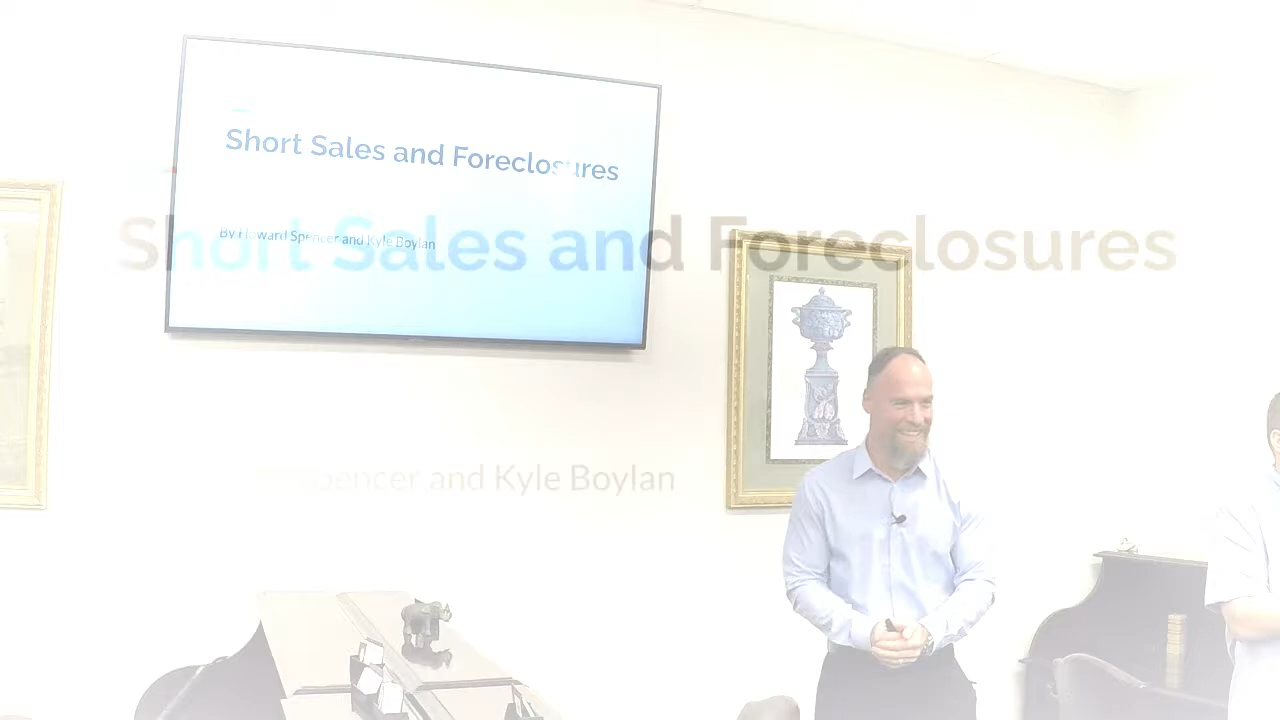 Short Sales and Foreclosures
By Howard Spencer and Kyle Boylan
Short Sales and Foreclosures
Spencer and Kyle Boylan